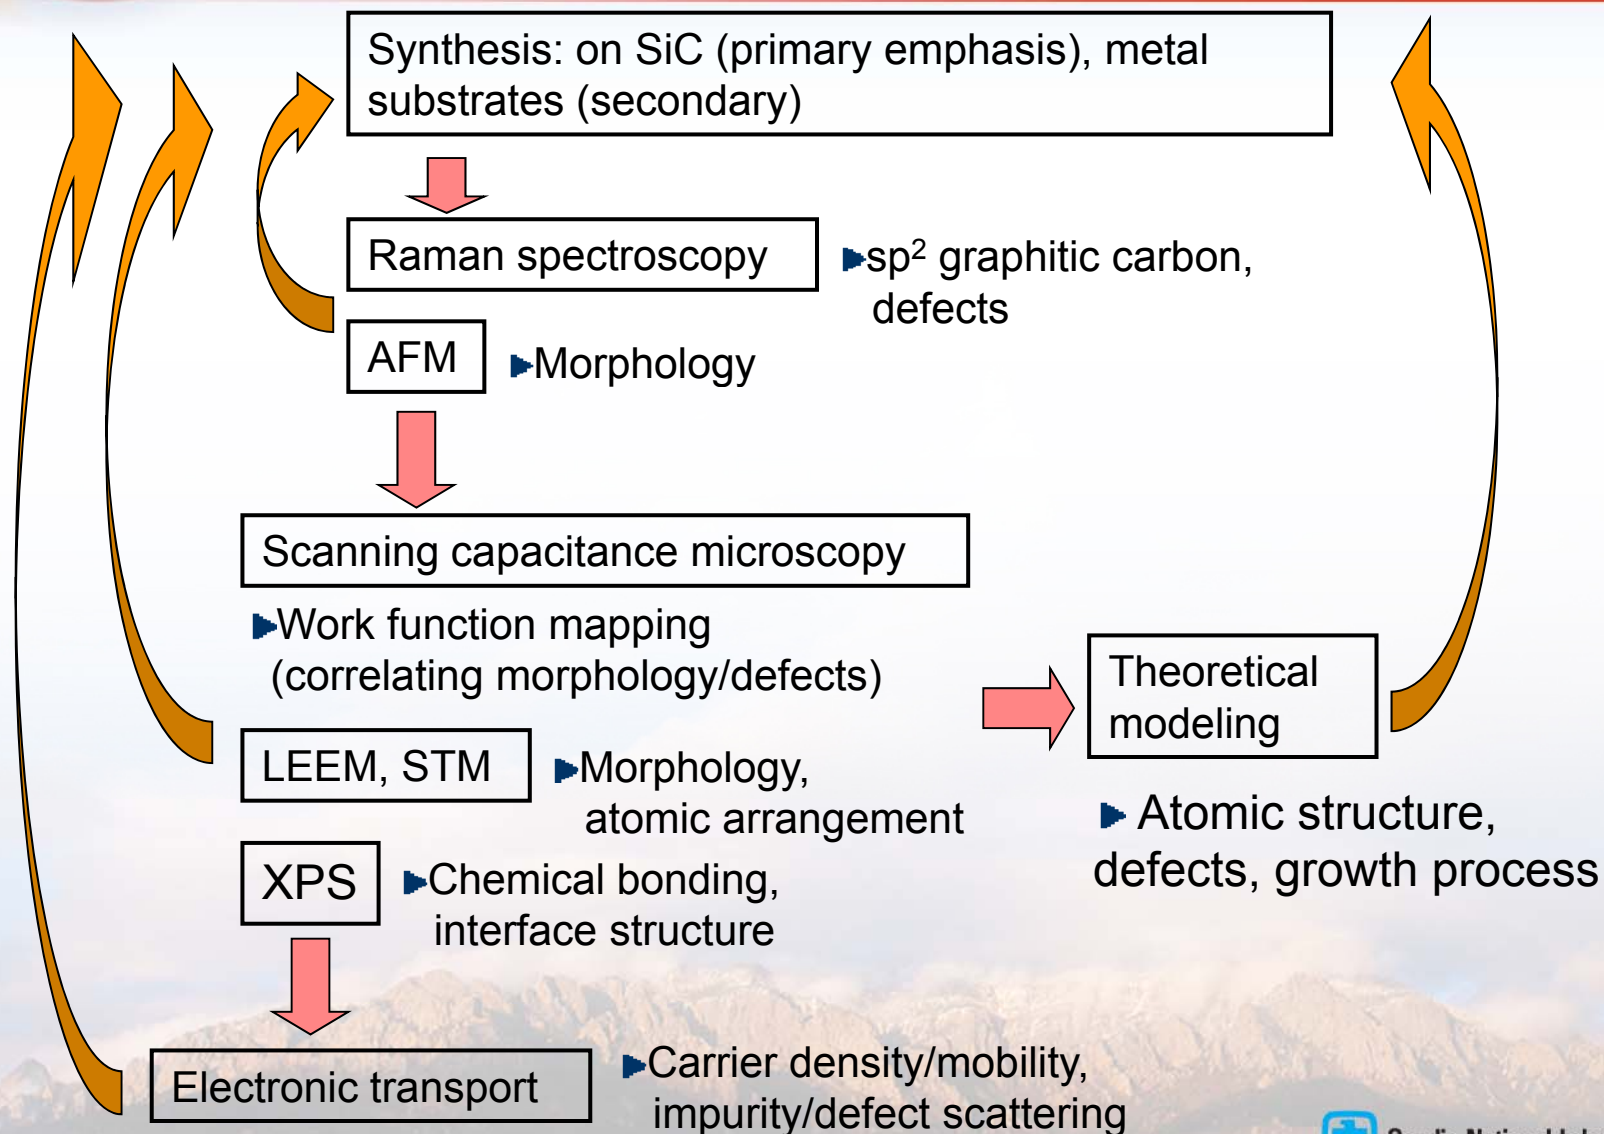 Synthesis: on SiC (primary emphasis), metal
substrates (secondary)
Raman spectroscopy
▶sp² graphitic carbon,
defects
AFM
▶Morphology
Scanning capacitance microscopy
▶Work function mapping
(correlating morphology/defects)
Theoretical
modeling
LEEM, STM
▶Morphology,
atomic arrangement
▶ Atomic structure,
defects, growth process
XPS
▶Chemical bonding,
interface structure
Electronic transport
▶Carrier density/mobility,
impurity/defect scattering